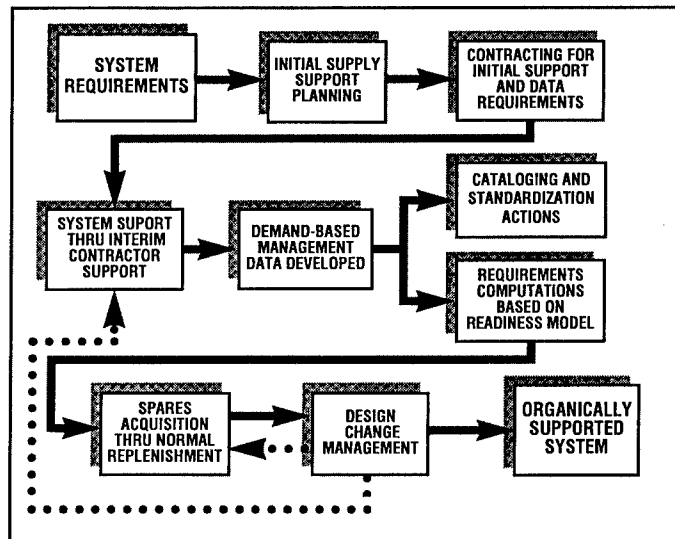 SYSTEM
REQUIREMENTS
INITIAL SUPPLY
SUPPORT
PLANNING
CONTRACTING FOR
INITIAL SUPPORT
AND DATA
REQUIREMENTS
SYSTEM SUPORT
THRU INTERIM
CONTRACTOR
SUPPORT
DEMAND-BASED
MANAGEMENT
DATA DEVELOPED
CATALOGING AND
STANDARDIZATION
ACTIONS
REQUIREMENTS
COMPUTATIONS
BASED ON
READINESS MODEL
SPARES
ACQUISITION
THRU NORMAL
REPLENISHMENT
DESIGN
CHANGE
MANAGEMENT
ORGANICALLY
SUPPORTED
SYSTEM